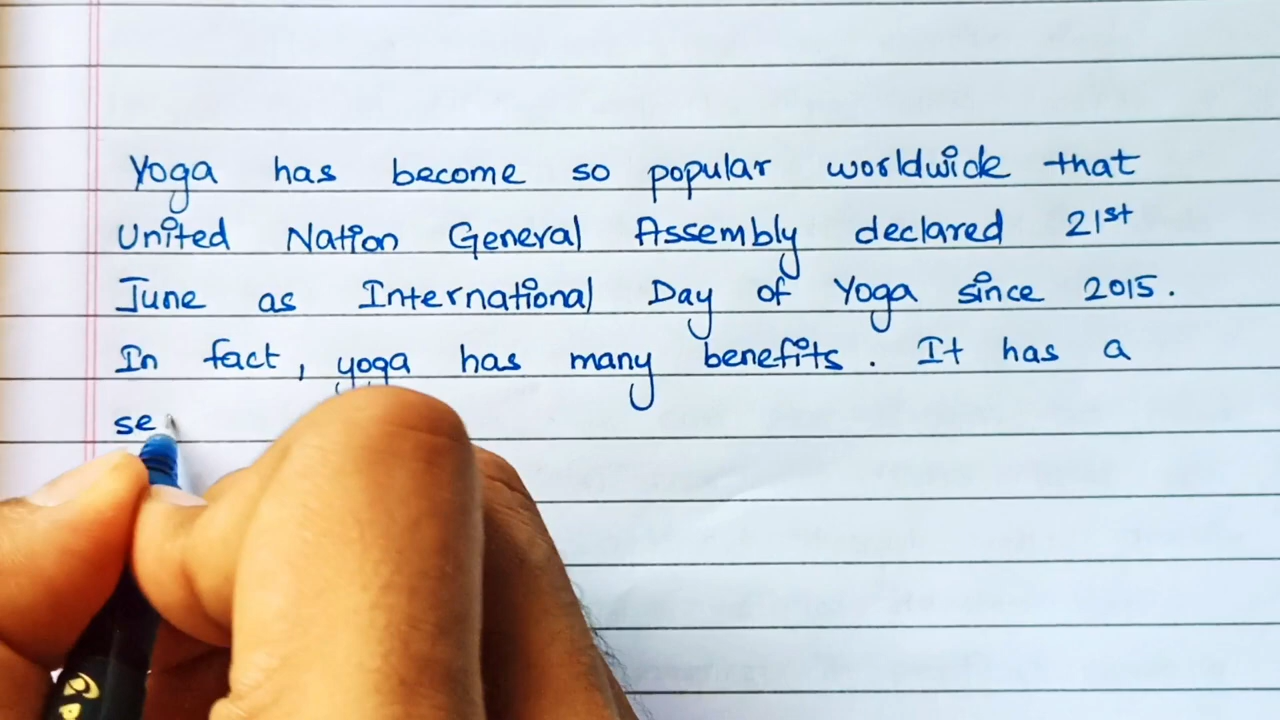 Yoga has become so popular worldwide that
United Nation General Assembly declared 21st
June as International Day of Yoga since 2015.
In fact, yoga has many benefits. It has a
se